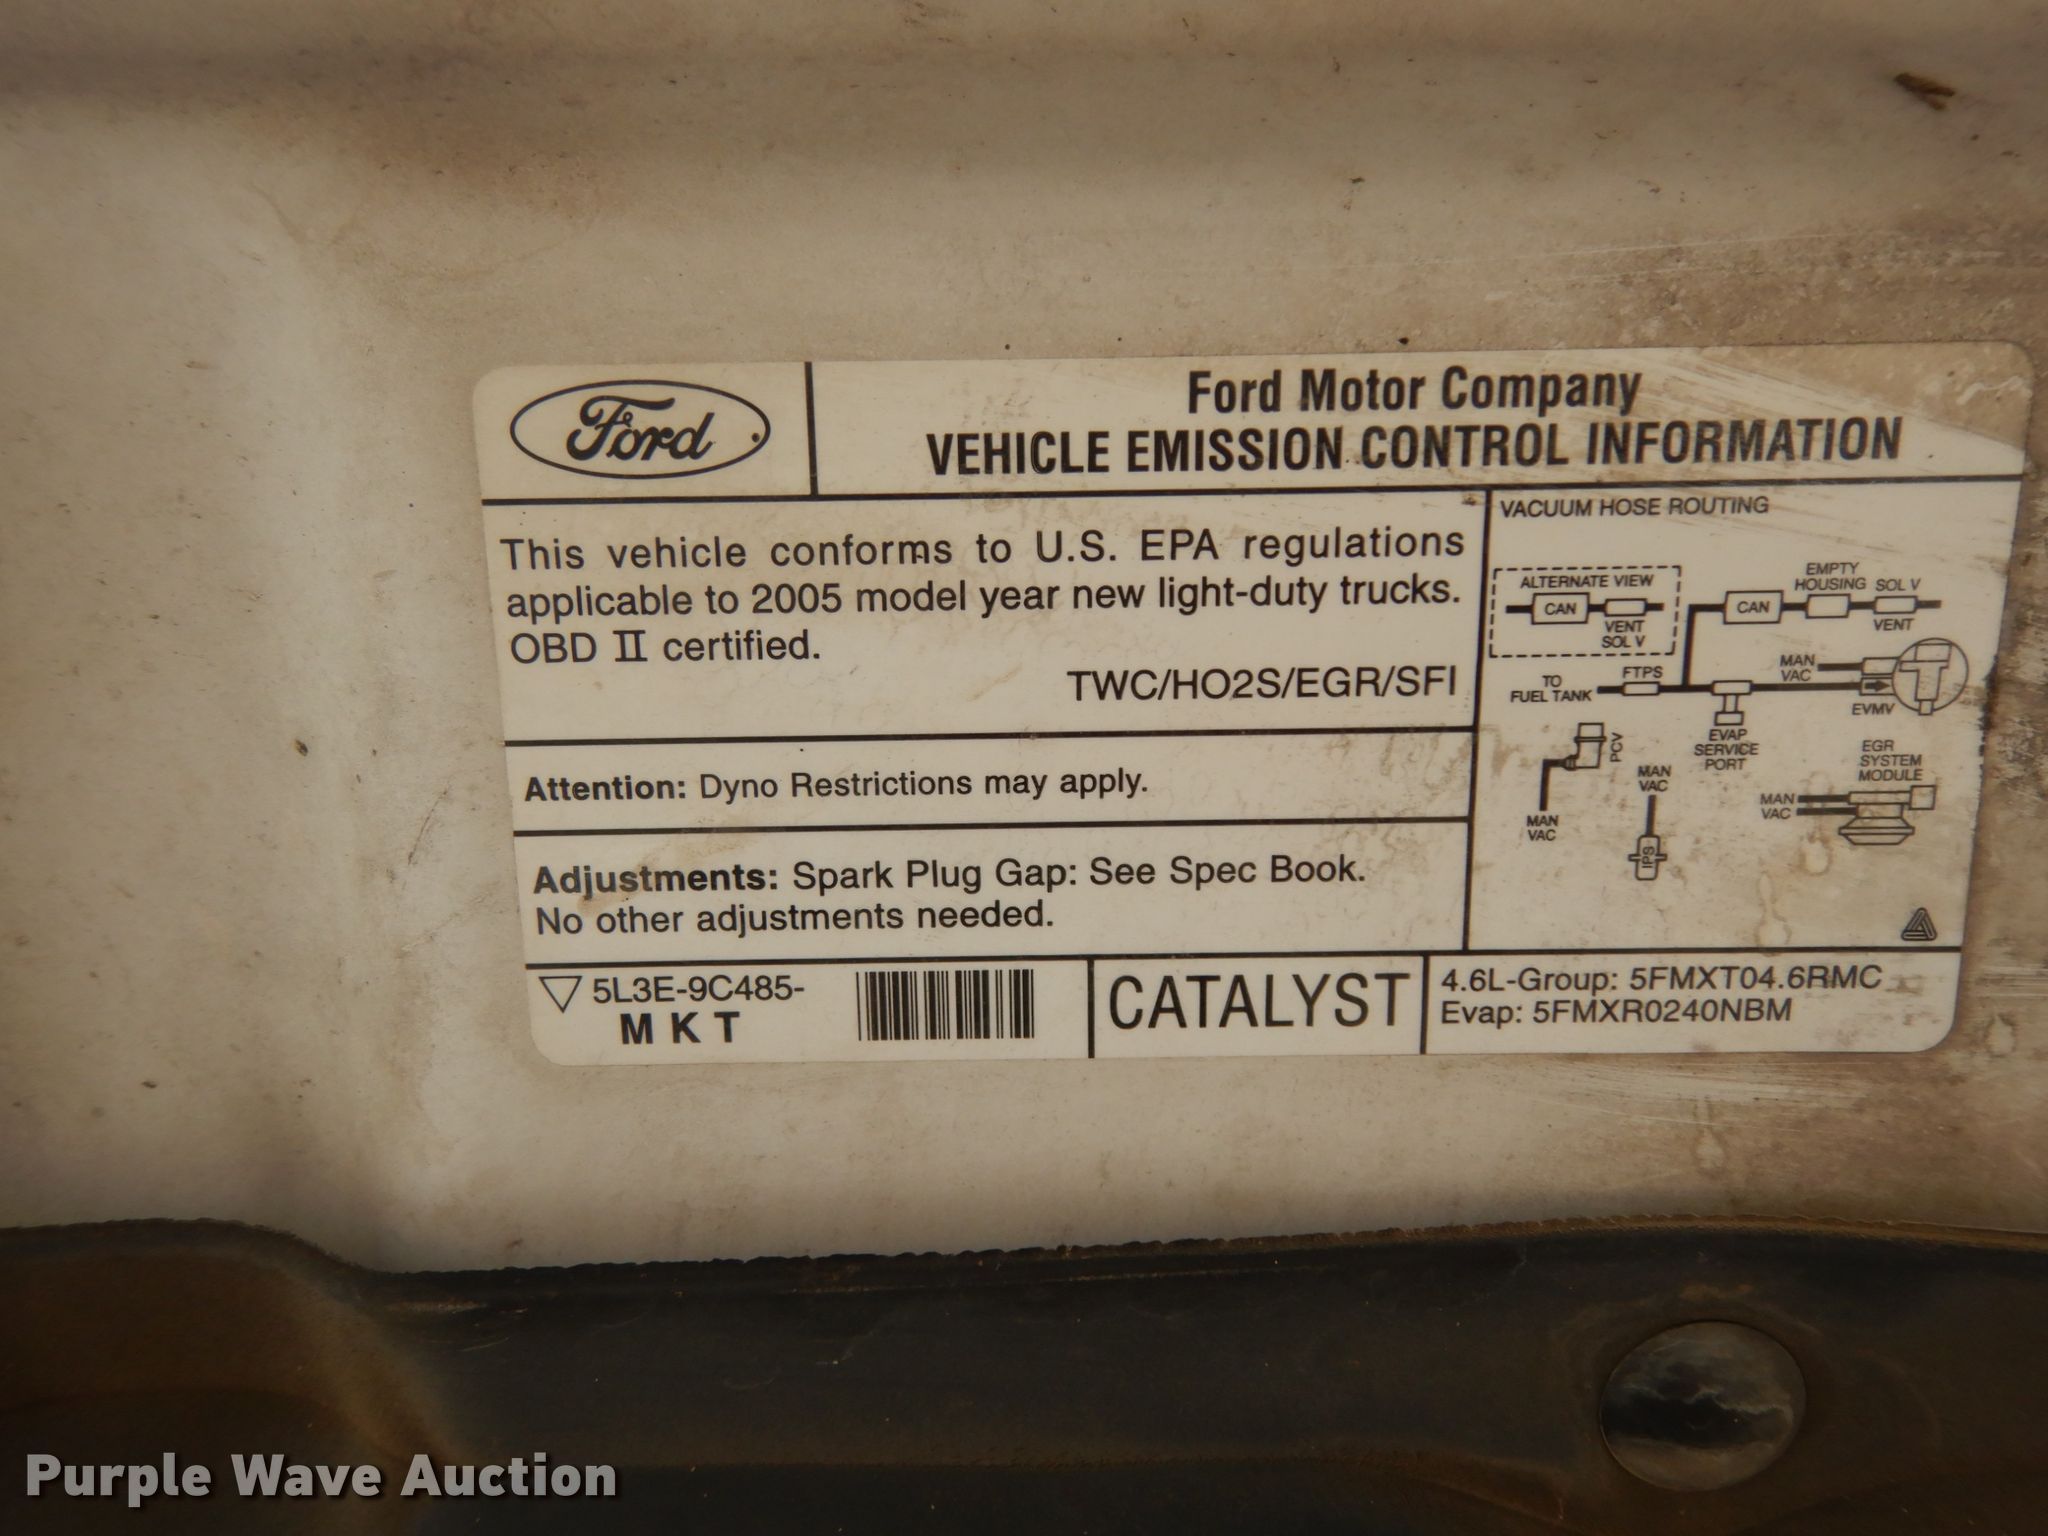 Ford
Ford Motor Company
VEHICLE EMISSION CONTROL INFORMATION
This vehicle conforms to U.S. EPA regulations
applicable to 2005 model year new light-duty trucks.
OBD II certified.
TWC/HO2S/EGR/SFI
Attention: Dyno Restrictions may apply.
Adjustments: Spark Plug Gap: See Spec Book.
No other adjustments needed.
VACUUM HOSE ROUTING
ALTERNATE VIEW
CAN
VENT
SOL V
CAN
EMPTY
HOUSING
SOL V
VENT
TO
FUEL TANK
FTPS
MAN
VAC
EVMV
EVAP
SERVICE
PORT
PCV
MAN
VAC
MAN
VAC
IPS
EGR
SYSTEM
MODULE
MAN
VAC
5L3E-9C485-
M K T
CATALYST
4.6L-Group: 5FMXT04.6RMC
Evap: 5FMXR0240NBM
Purple Wave Auction